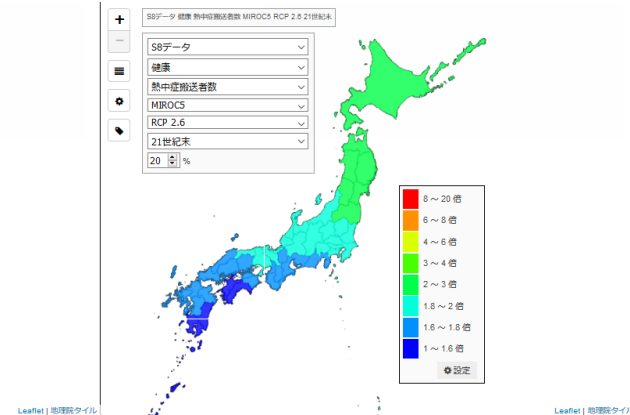 +
S8データ 健康 熱中症搬送者数 MIROC5 RCP 2.6 21世紀末
−
S8データ
健康
熱中症搬送者数
MIROC5
RCP 2.6
21世紀末
20 %
8 ～ 20 倍
6 ～ 8 倍
4 ～ 6 倍
3 ～ 4 倍
2 ～ 3 倍
1.8 ～ 2 倍
1.6 ～ 1.8 倍
1 ～ 1.6 倍
設定
Leaflet | 地理院タイル
Leaflet | 地理院タイル